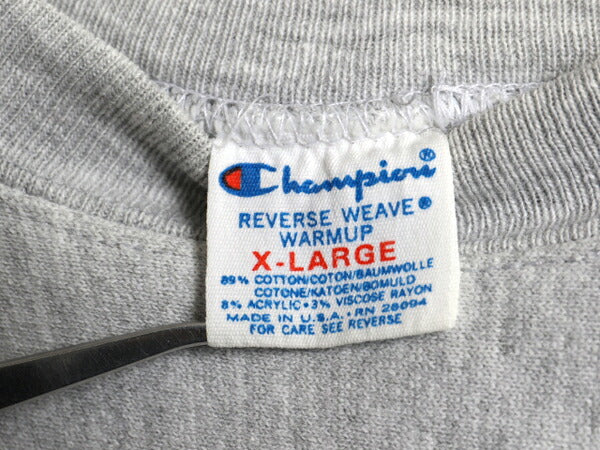 Champion®
REVERSE WEAVE®
WARMUP
X-LARGE
89% COTTON/COTON/BAUMWOLLE
COTONE/KATOEN/BOMULD
8% ACRYLIC • 3% VISCOSE RAYON
MADE IN U.S.A. • RN 26094
FOR CARE SEE REVERSE